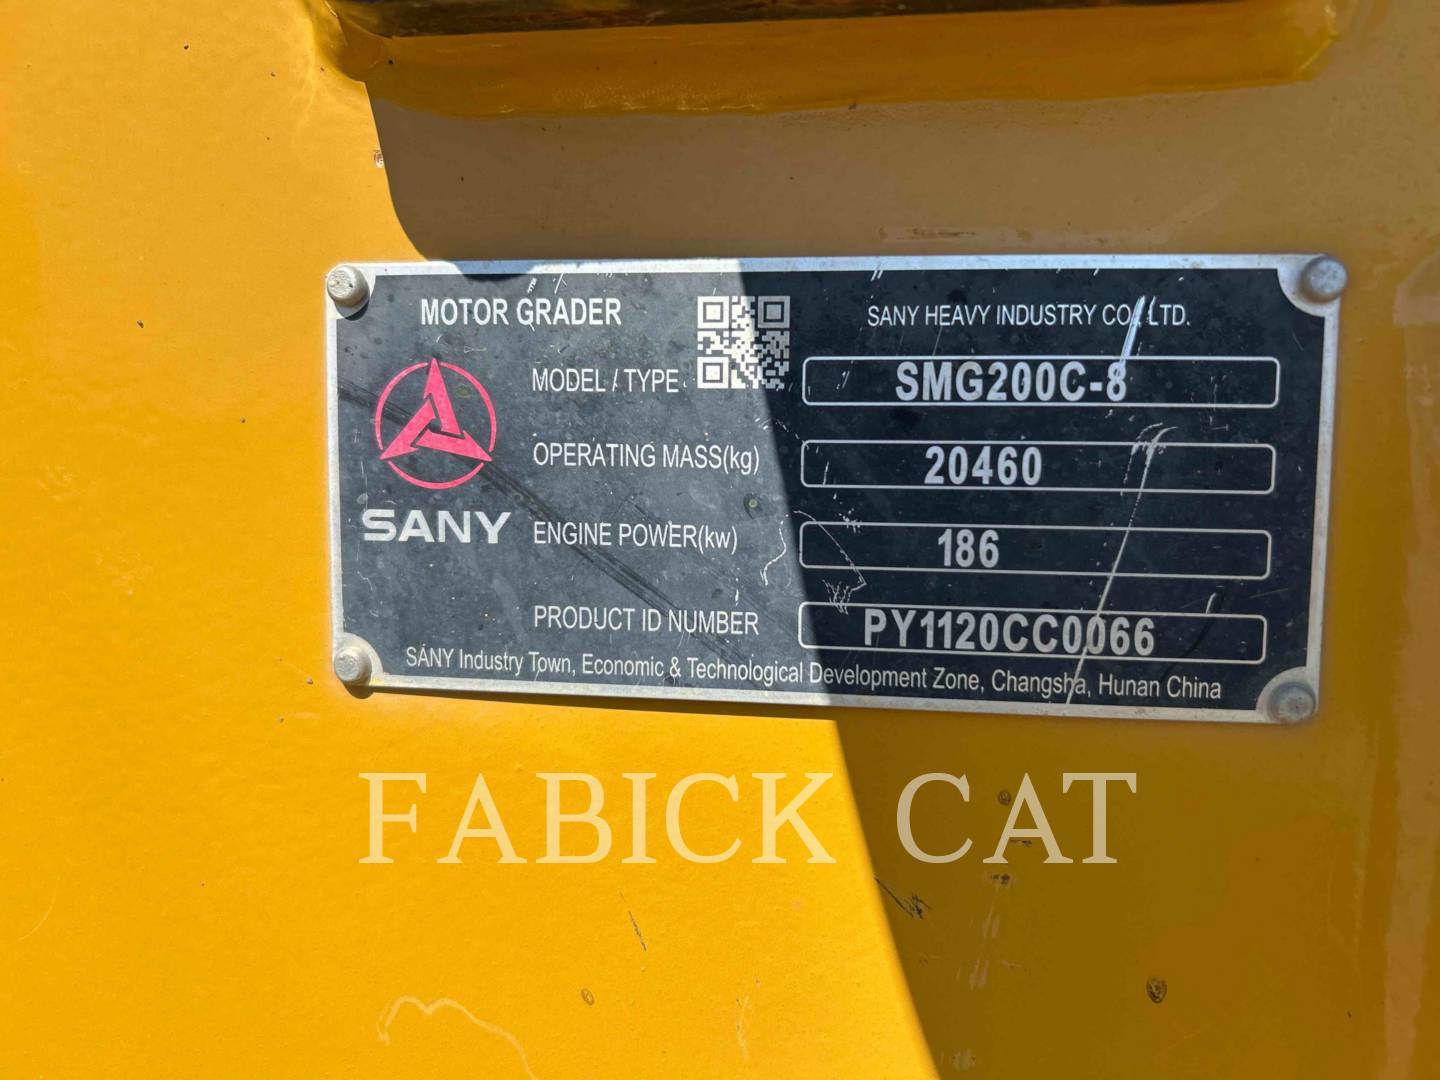 MOTOR GRADER
SANY HEAVY INDUSTRY CO., LTD.
MODEL / TYPE
SMG200C-8
OPERATING MASS(kg)
20460
SANY
ENGINE POWER(kw)
186
PRODUCT ID NUMBER
PY1120CC0066
SANY Industry Town, Economic & Technological Development Zone, Changsha, Hunan China
FABICK CAT